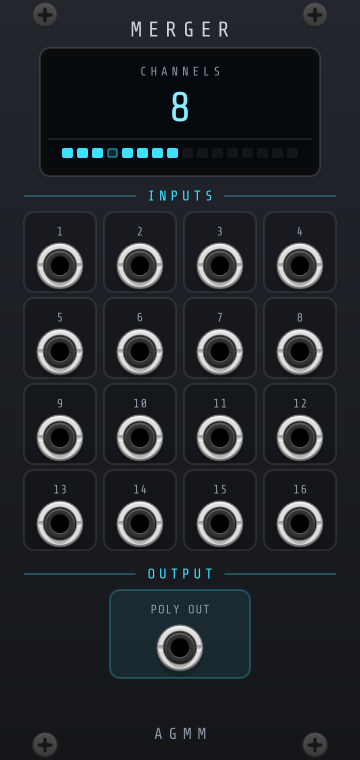 MERGER
CHANNELS
8
INPUTS
1 2 3 4
5 6 7 8
9 10 11 12
13 14 15 16
OUTPUT
POLY OUT
AGMM